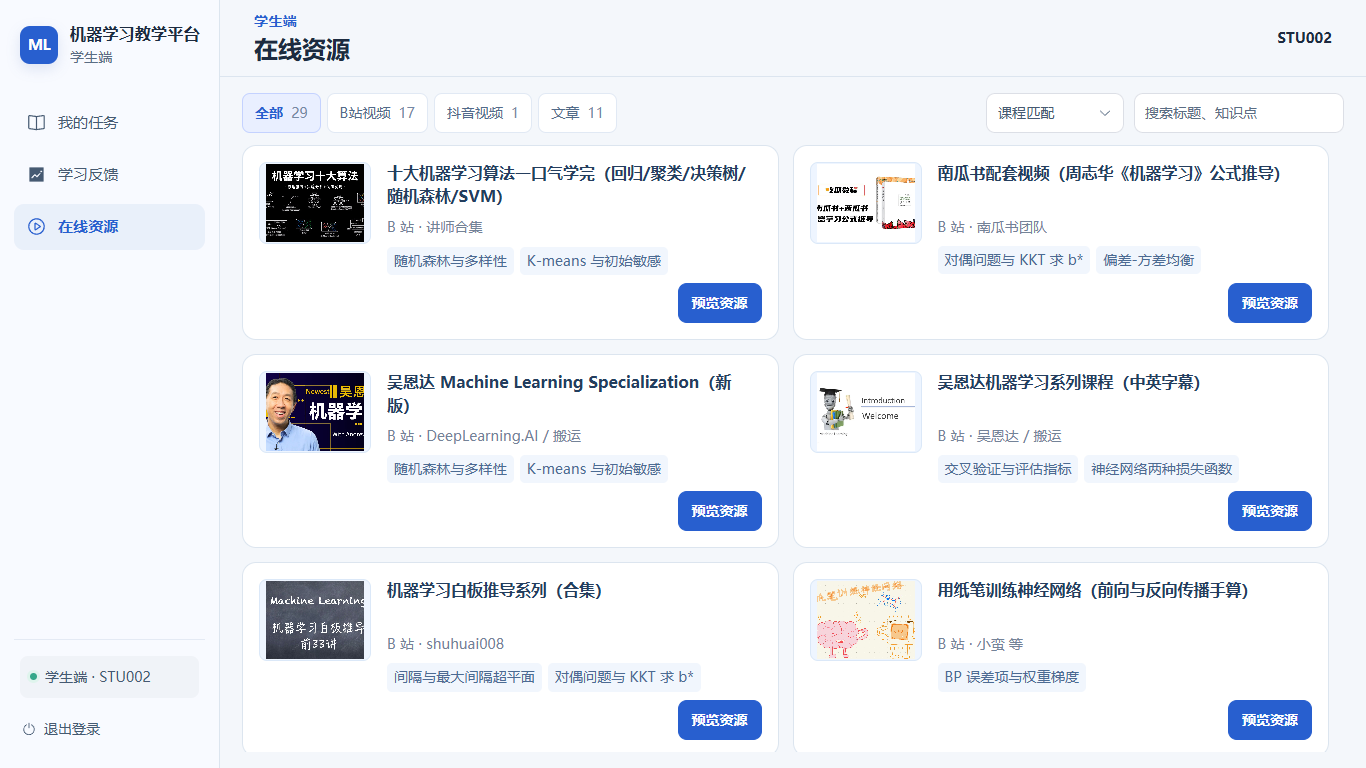 ML
机器学习教学平台
学生端
我的任务
学习反馈
在线资源
学生端 · STU002
退出登录
学生端
在线资源
STU002
全部 29
B站视频 17
抖音视频 1
文章 11
课程匹配
搜索标题、知识点
机器学习十大算法
十大机器学习算法一口气学完（回归/聚类/决策树/
随机森林/SVM）
B 站 · 讲师合集
随机森林与多样性
K-means 与初始敏感
预览资源
南瓜书配套视频（周志华《机器学习》公式推导）
B 站 · 南瓜书团队
对偶问题与 KKT 求 b*
偏差-方差均衡
预览资源
Newest
吴恩
机器学
with Andrew
吴恩达 Machine Learning Specialization（新
版）
B 站 · DeepLearning.AI / 搬运
随机森林与多样性
K-means 与初始敏感
预览资源
Introduction
Welcome
吴恩达机器学习系列课程（中英字幕）
B 站 · 吴恩达 / 搬运
交叉验证与评估指标
神经网络两种损失函数
预览资源
Machine Learning
机器学习白板推导
前33讲
机器学习白板推导系列（合集）
B 站 · shuhuai008
间隔与最大间隔超平面
对偶问题与 KKT 求 b*
预览资源
用纸笔训练神经网络（前向与反向传播手算）
B 站 · 小蛮 等
BP 误差项与权重梯度
预览资源